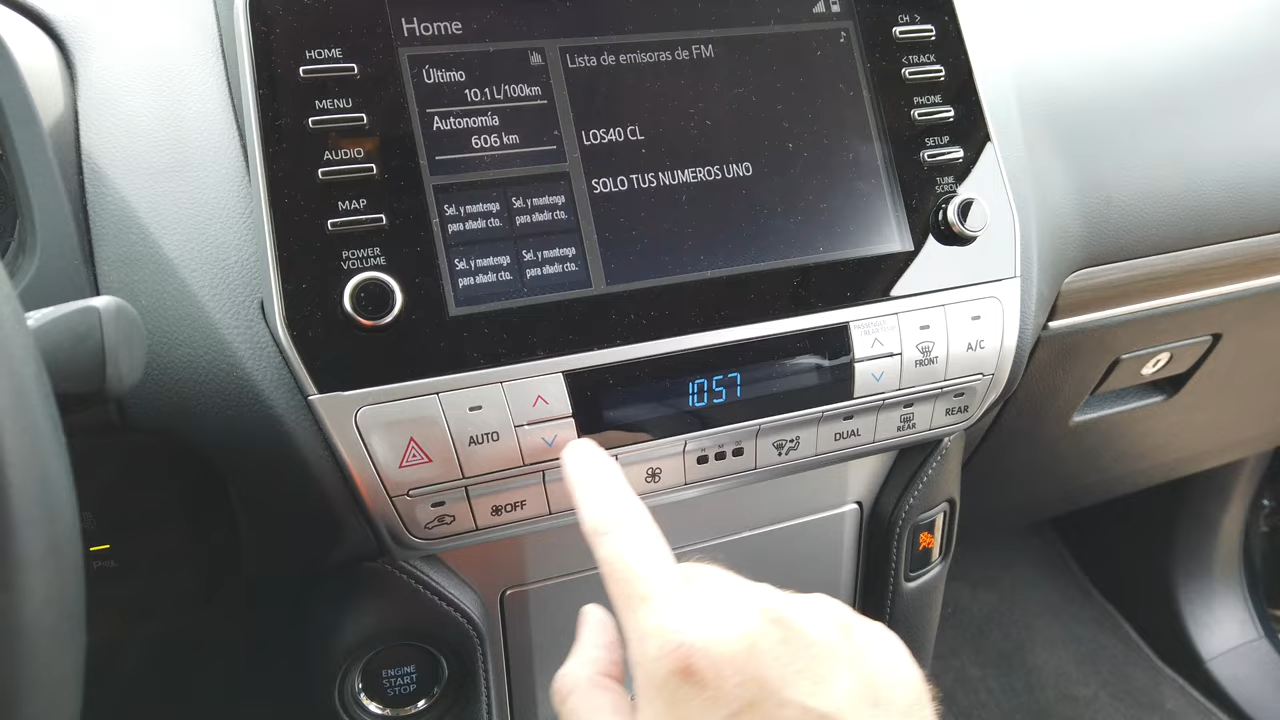 Home
Último
10.1 L/100km
Autonomía
606 km
Sel. y mantenga
para añadir cto.
Sel. y mantenga
para añadir cto.
Sel. y mantenga
para añadir cto.
Sel. y mantenga
para añadir cto.
Lista de emisoras de FM
LOS40 CL
SOLO TUS NUMEROS UNO
HOME
MENU
AUDIO
MAP
POWER
VOLUME
CH >
< TRACK
PHONE
SETUP
TUNE
SCROLL
10 57
AUTO
OFF
H M
DUAL
REAR
REAR
FRONT
A/C
PASSENGER
ENGINE
START
STOP